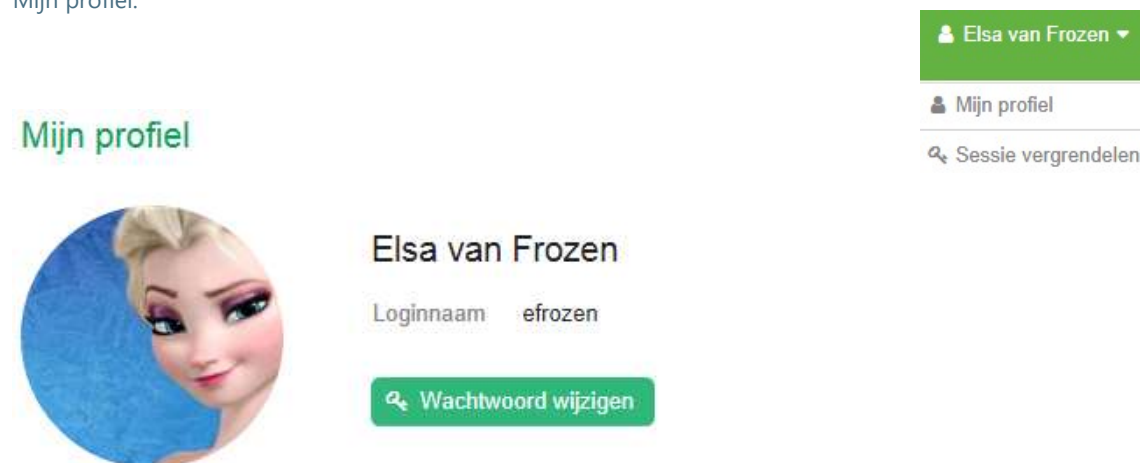 Mijn profiel.
Elsa van Frozen
Mijn profiel
Sessie vergrendelen
Mijn profiel
Elsa van Frozen
Loginnaam efrozen
Wachtwoord wijzigen